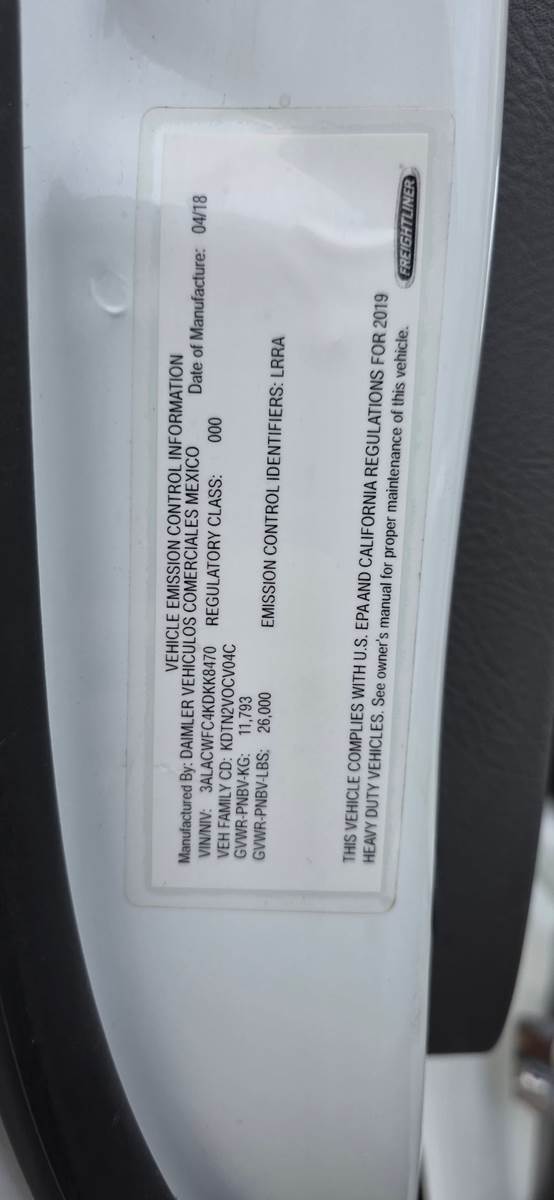 VEHICLE EMISSION CONTROL INFORMATION
Manufactured By: DAIMLER VEHICULOS COMERCIALES MEXICO Date of Manufacture: 04/18
VIN/NIV: 3ALACWFC4KDKK8470 REGULATORY CLASS: 000
VEH FAMILY CD: KDTN2VOCV04C
GVWR-PNBV-KG: 11,793
GVWR-PNBV-LBS: 26,000 EMISSION CONTROL IDENTIFIERS: LRRA
THIS VEHICLE COMPLIES WITH U.S. EPA AND CALIFORNIA REGULATIONS FOR 2019
HEAVY DUTY VEHICLES. See owner's manual for proper maintenance of this vehicle.
FREIGHTLINER